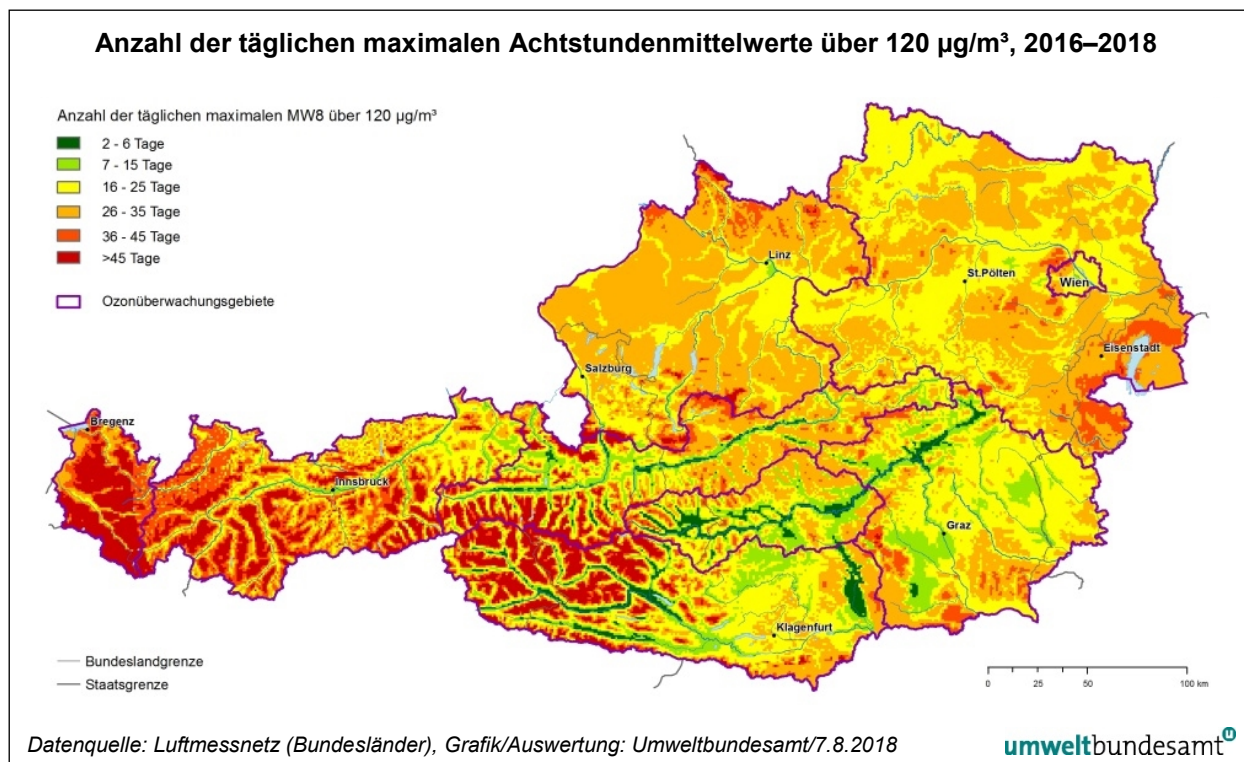 Anzahl der täglichen maximalen Achtstundenmittelwerte über 120 µg/m³, 2016–2018
Anzahl der täglichen maximalen MW8 über 120 µg/m³
2 - 6 Tage
7 - 15 Tage
16 - 25 Tage
26 - 35 Tage
36 - 45 Tage
>45 Tage
Ozonüberwachungsgebiete
Linz
St.Pölten
Wien
Eisenstadt
Salzburg
Bregenz
Innsbruck
Graz
Klagenfurt
Bundeslandgrenze
Staatsgrenze
0 25 50 100 km
Datenquelle: Luftmessnetz (Bundesländer), Grafik/Auswertung: Umweltbundesamt/7.8.2018
umweltbundesamt U